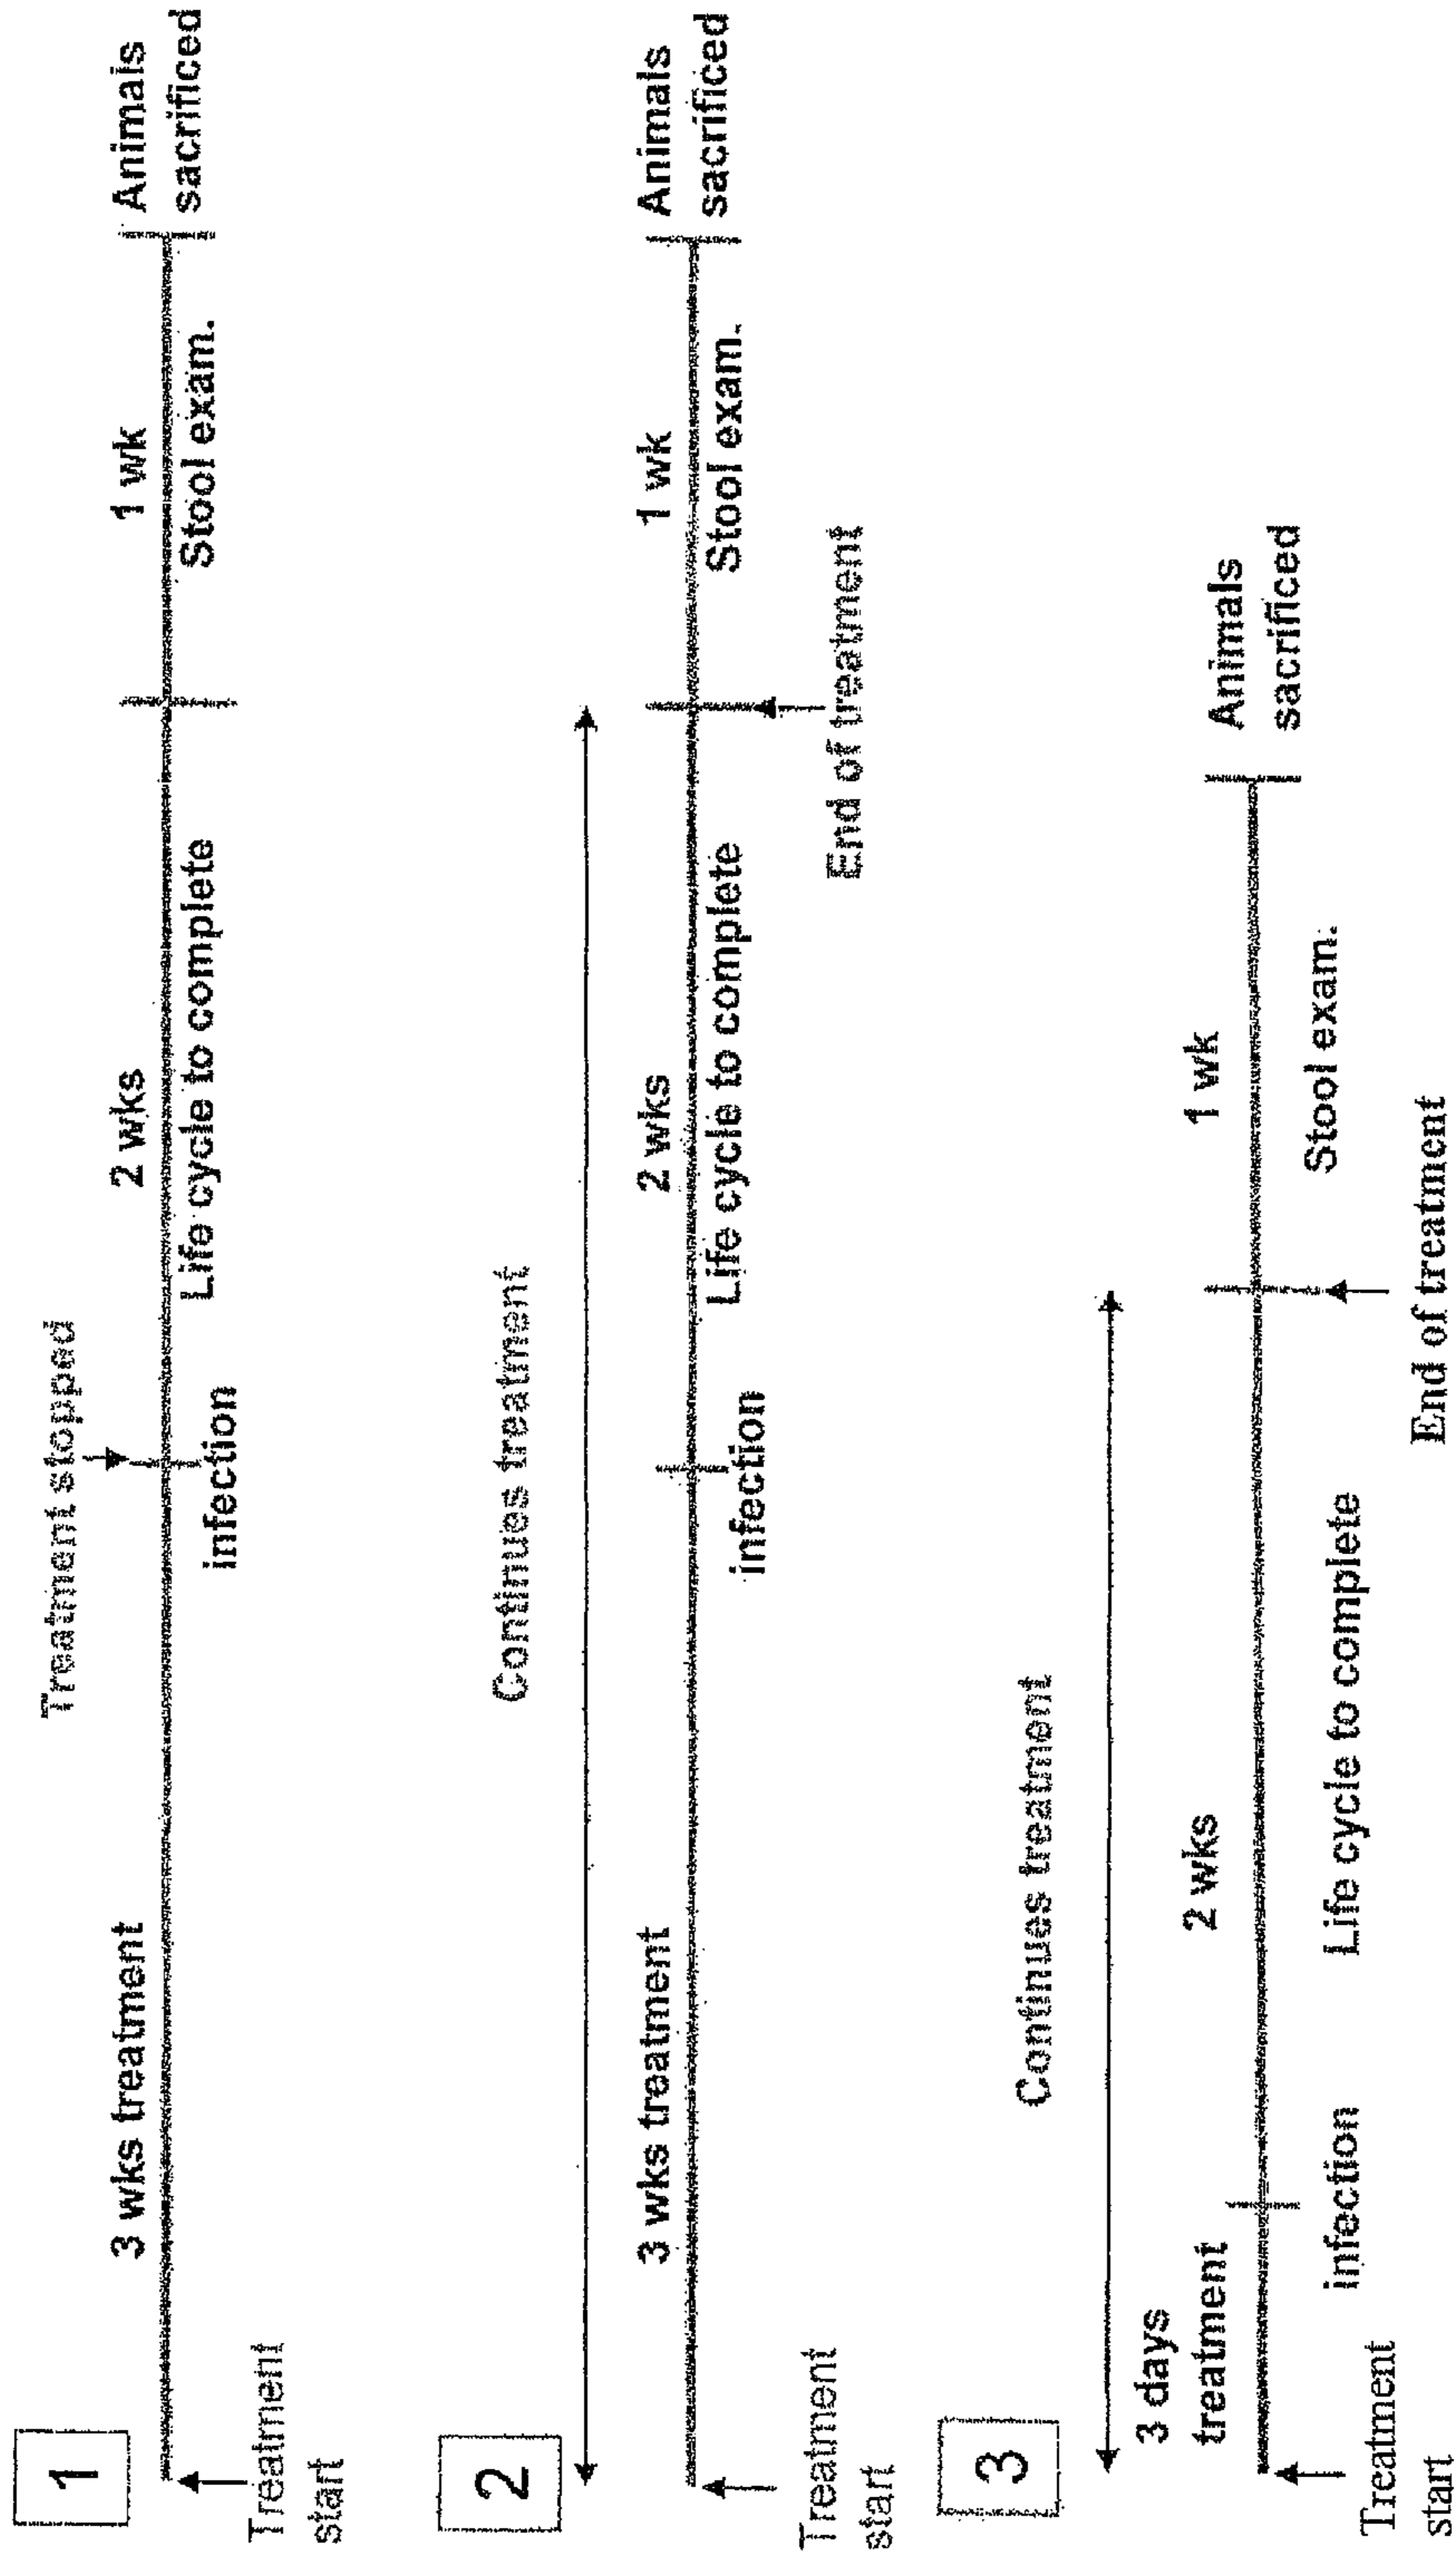 1
Treatment stopped
3 wks treatment
2 wks
1 wk
Animals
sacrificed
infection
Life cycle to complete
Stool exam.
Treatment
start
2
Continues treatment
3 wks treatment
2 wks
1 wk
Animals
sacrificed
infection
Life cycle to complete
Stool exam.
Treatment
start
End of treatment
3
Continues treatment
3 days
treatment
2 wks
1 wk
Animals
sacrificed
infection
Life cycle to complete
Stool exam.
Treatment
start
End of treatment